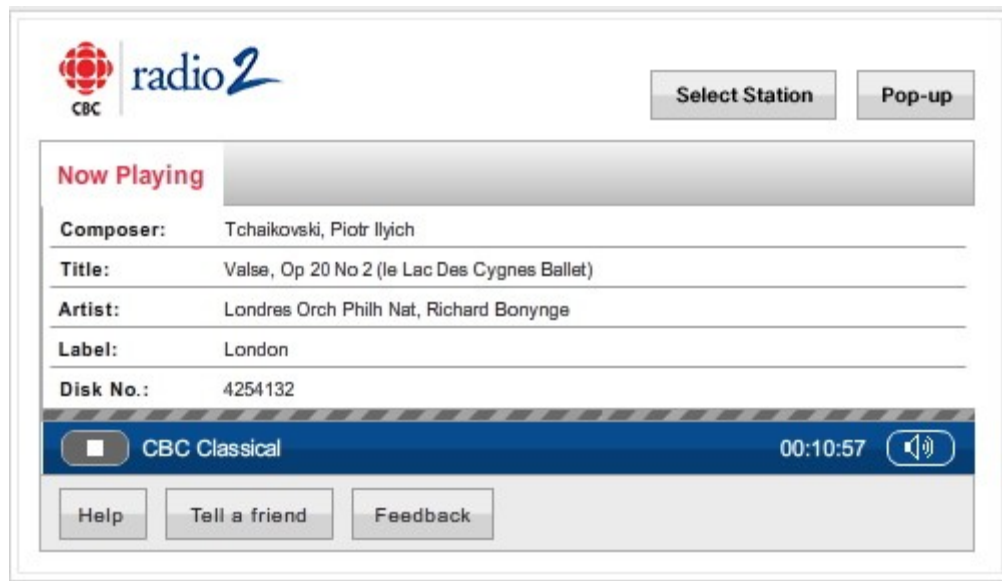 radio 2
CBC
Select Station
Pop-up
Now Playing
Composer: Tchaikovski, Piotr Ilyich
Title: Valse, Op 20 No 2 (le Lac Des Cygnes Ballet)
Artist: Londres Orch Philh Nat, Richard Bonynge
Label: London
Disk No.: 4254132
CBC Classical 00:10:57
Help Tell a friend Feedback